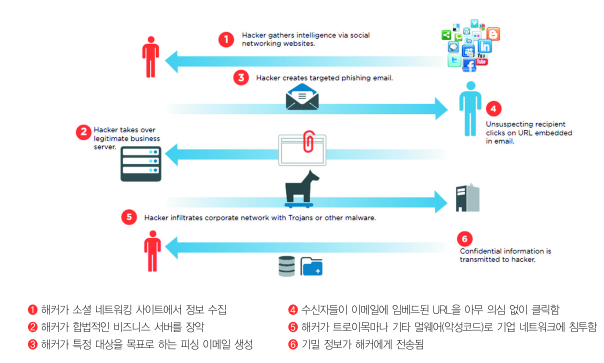 1 Hacker gathers intelligence via social
networking websites.
3 Hacker creates targeted phishing email.
4
Unsuspecting recipient
clicks on URL embedded
in email.
2 Hacker takes over
legitimate business
server.
5 Hacker infiltrates corporate network with Trojans or other malware.
6
Confidential information is
transmitted to hacker.
1 해커가 소셜 네트워킹 사이트에서 정보 수집
2 해커가 합법적인 비즈니스 서버를 장악
3 해커가 특정 대상을 목표로 하는 피싱 이메일 생성
4 수신자들이 이메일에 임베드된 URL을 아무 의심 없이 클릭함
5 해커가 트로이목마나 기타 멀웨어(악성코드)로 기업 네트워크에 침투함
6 기밀 정보가 해커에게 전송됨